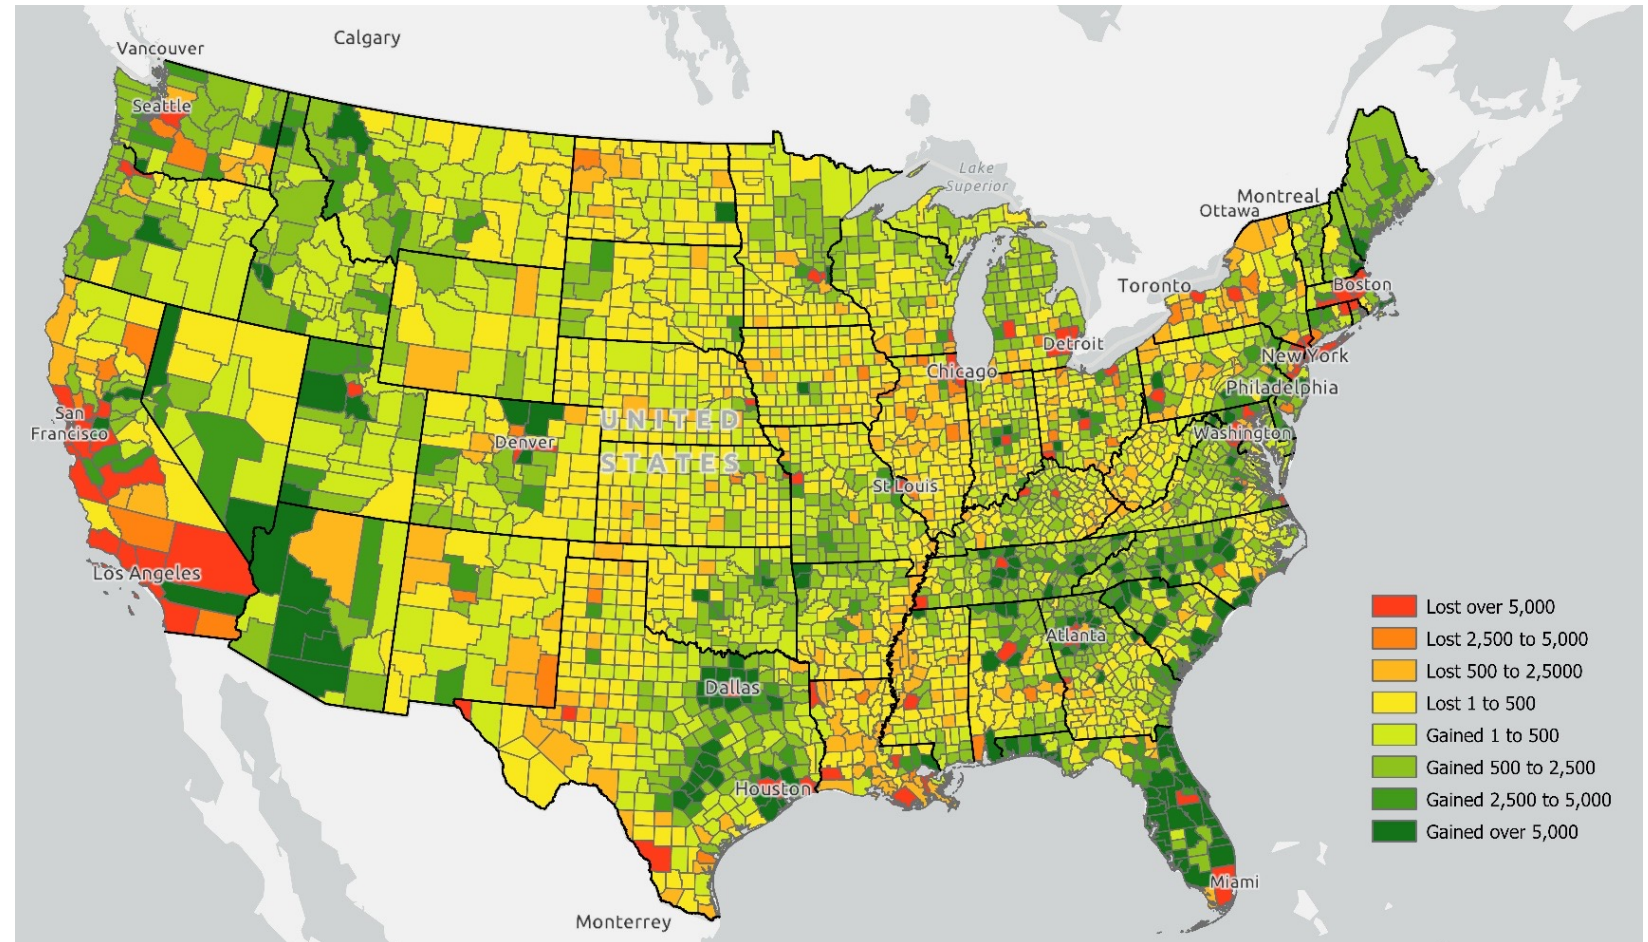 Calgary
Vancouver
Seattle
Lake
Superior
Montreal
Ottawa
Toronto
Boston
Detroit
New York
Chicago
Philadelphia
San
Francisco
UNITED
STATES
Denver
Washington
St Louis
Los Angeles
Atlanta
Dallas
Houston
Miami
Monterrey
Lost over 5,000
Lost 2,500 to 5,000
Lost 500 to 2,5000
Lost 1 to 500
Gained 1 to 500
Gained 500 to 2,500
Gained 2,500 to 5,000
Gained over 5,000